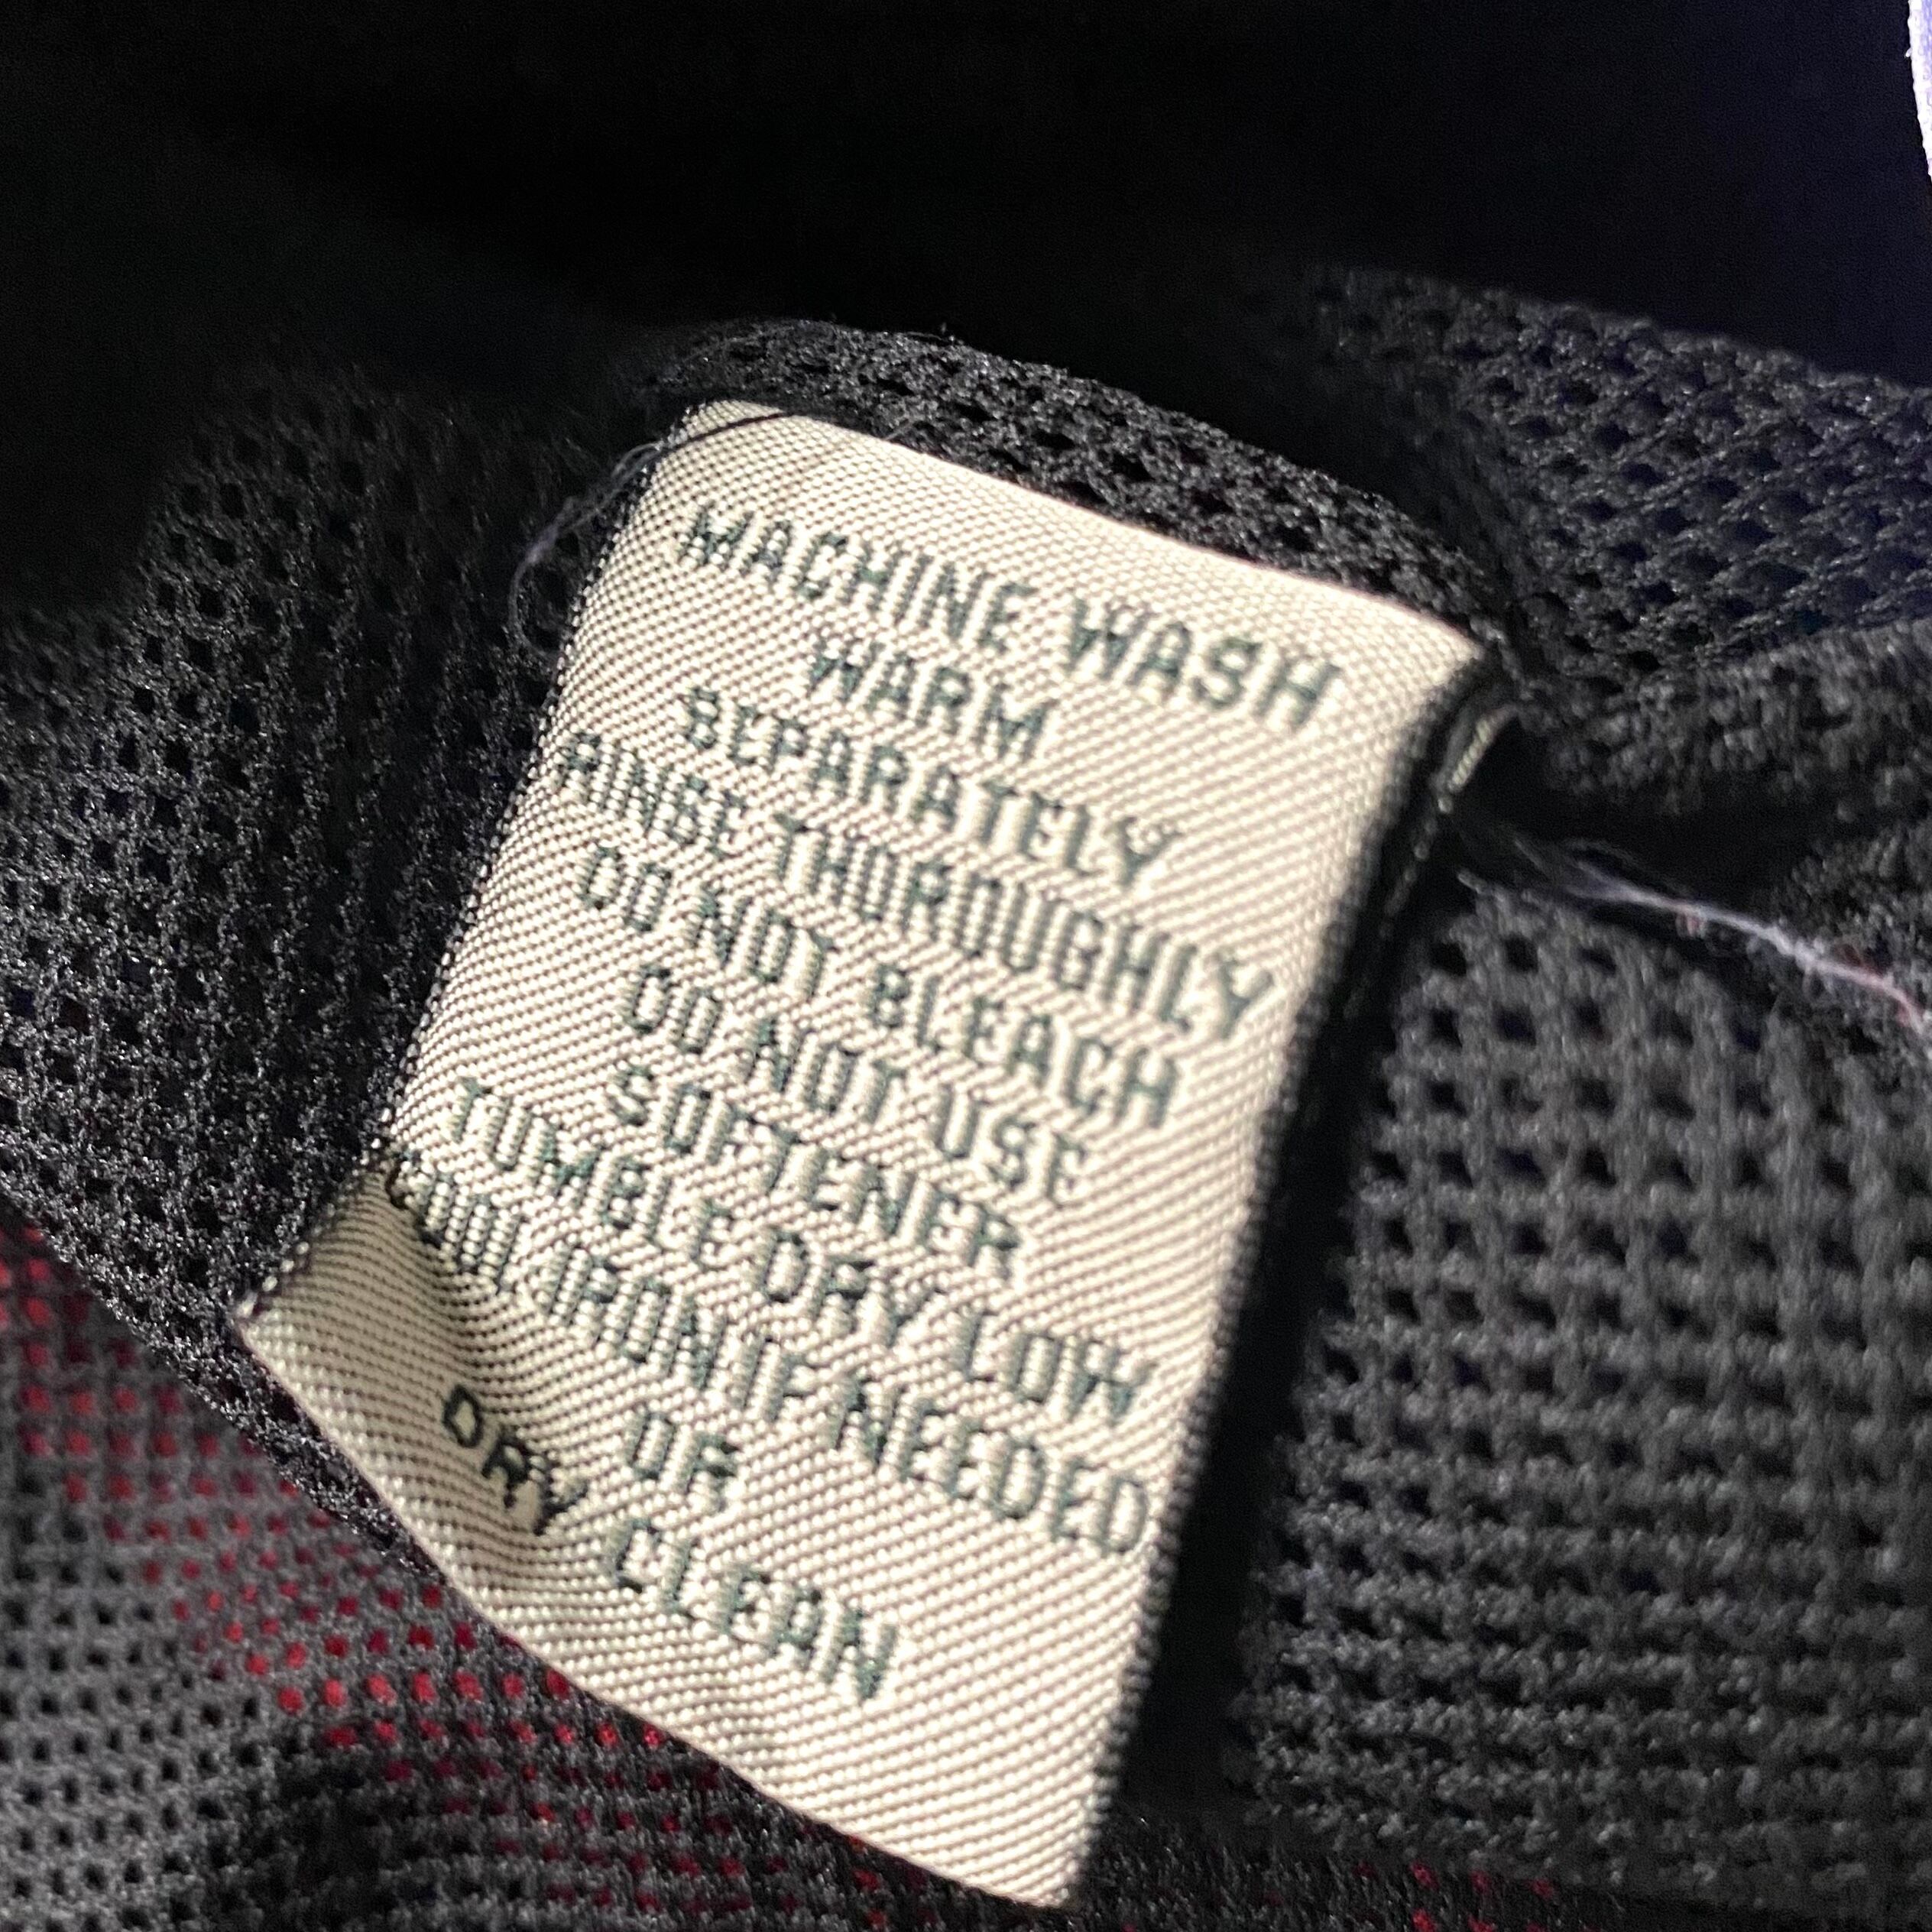 MACHINE WASH
WARM
SEPARATELY
RINSE THOROUGHLY
DO NOT BLEACH
DO NOT USE
SOFTENER
TUMBLE DRY LOW
COOL IRON IF NEEDED
OR
DRY CLEAN